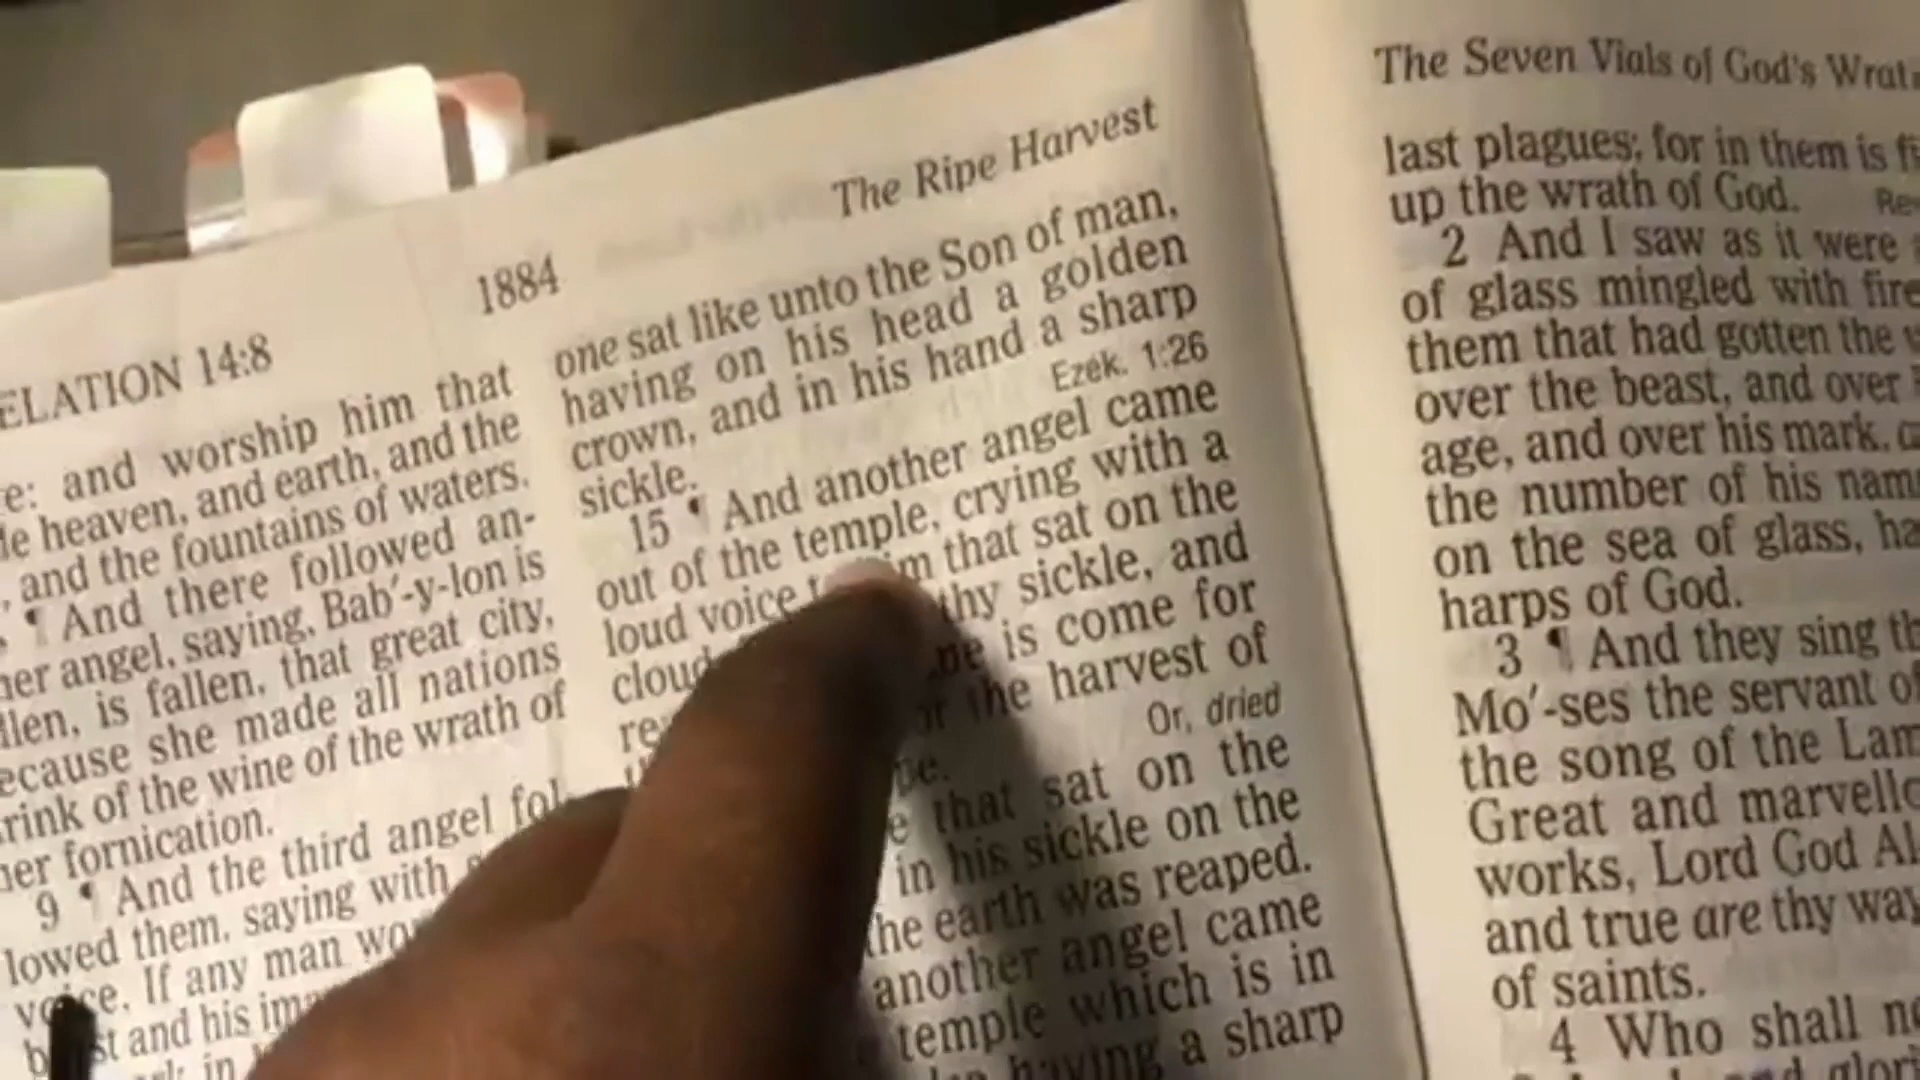 ELATION 14:8
1884
The Ripe Harvest
e: and worship him that
heaven, and earth, and the
, and the fountains of waters.
¶ And there followed an-
her angel, saying, Bab′-y-lon is
llen, is fallen, that great city,
ecause she made all nations
rink of the wine of the wrath of
her fornication.
9 ¶ And the third angel fol
lowed them, saying with
voice, If any man wor
and his im
in
one sat like unto the Son of man,
having on his head a golden
crown, and in his hand a sharp
sickle.
Ezek. 1:26
15 ¶ And another angel came
out of the temple, crying with a
loud voice that sat on the
cloud thy sickle, and
is come for
the harvest of
Or, dried
that sat on the
in his sickle on the
the earth was reaped.
another angel came
temple which is in
having a sharp
The Seven Vials of God's Wrat
last plagues; for in them is fi
up the wrath of God.
Re
2 And I saw as it were
of glass mingled with fire
them that had gotten the
over the beast, and over
age, and over his mark,
the number of his nam
on the sea of glass, ha
harps of God.
3 ¶ And they sing th
Mo′-ses the servant of
the song of the Lam
Great and marvello
works, Lord God Al
and true are thy way
of saints.
4 Who shall no
and glori